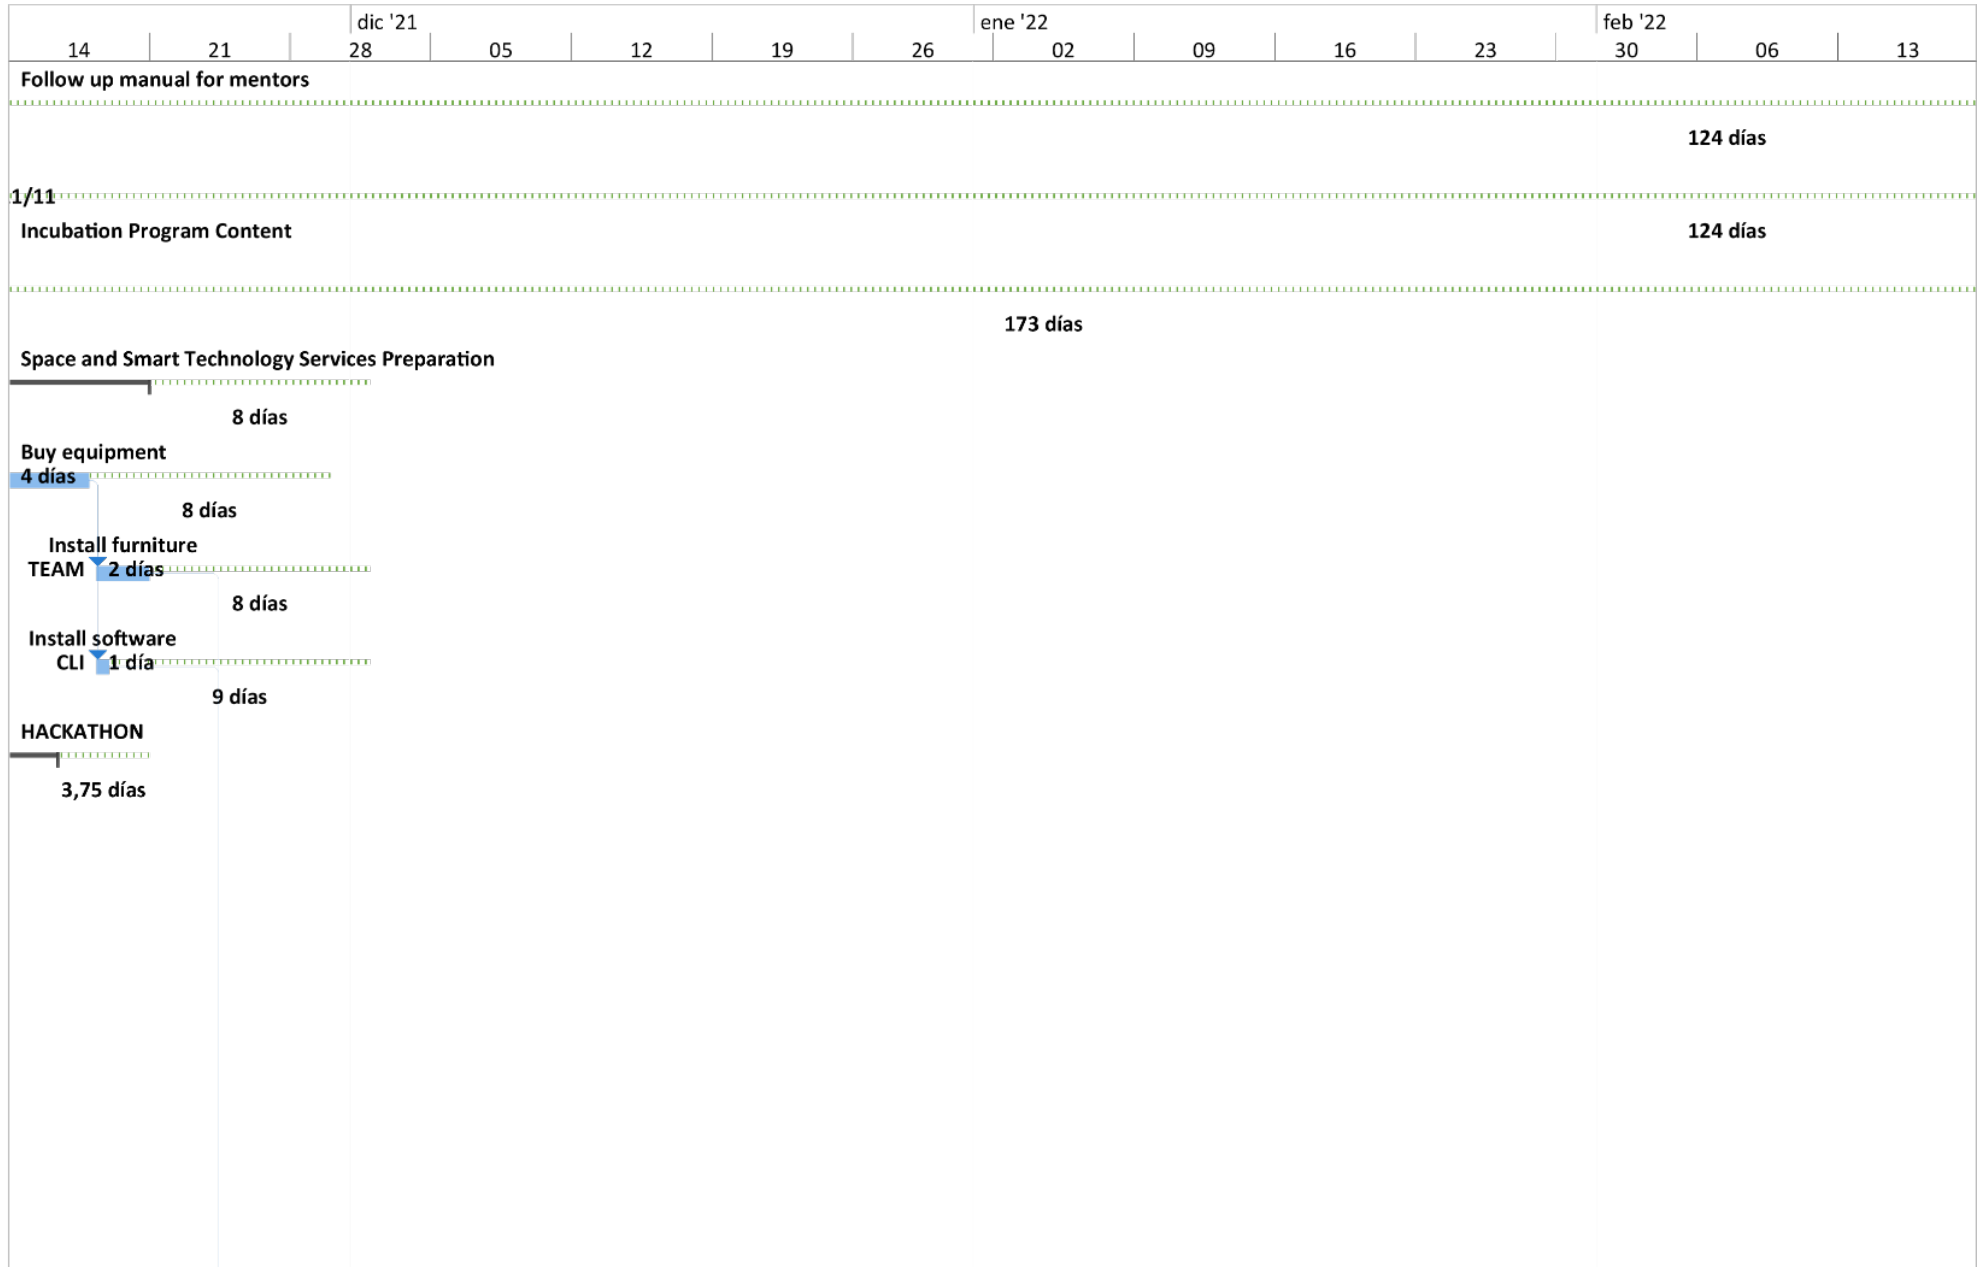 dic '21 ene '22 feb '22
14 21 28 05 12 19 26 02 09 16 23 30 06 13
Follow up manual for mentors
124 días
1/11
Incubation Program Content 124 días
173 días
Space and Smart Technology Services Preparation
8 días
Buy equipment
4 días
8 días
Install furniture
TEAM 2 días
8 días
Install software
CLI 1 día
9 días
HACKATHON
3,75 días